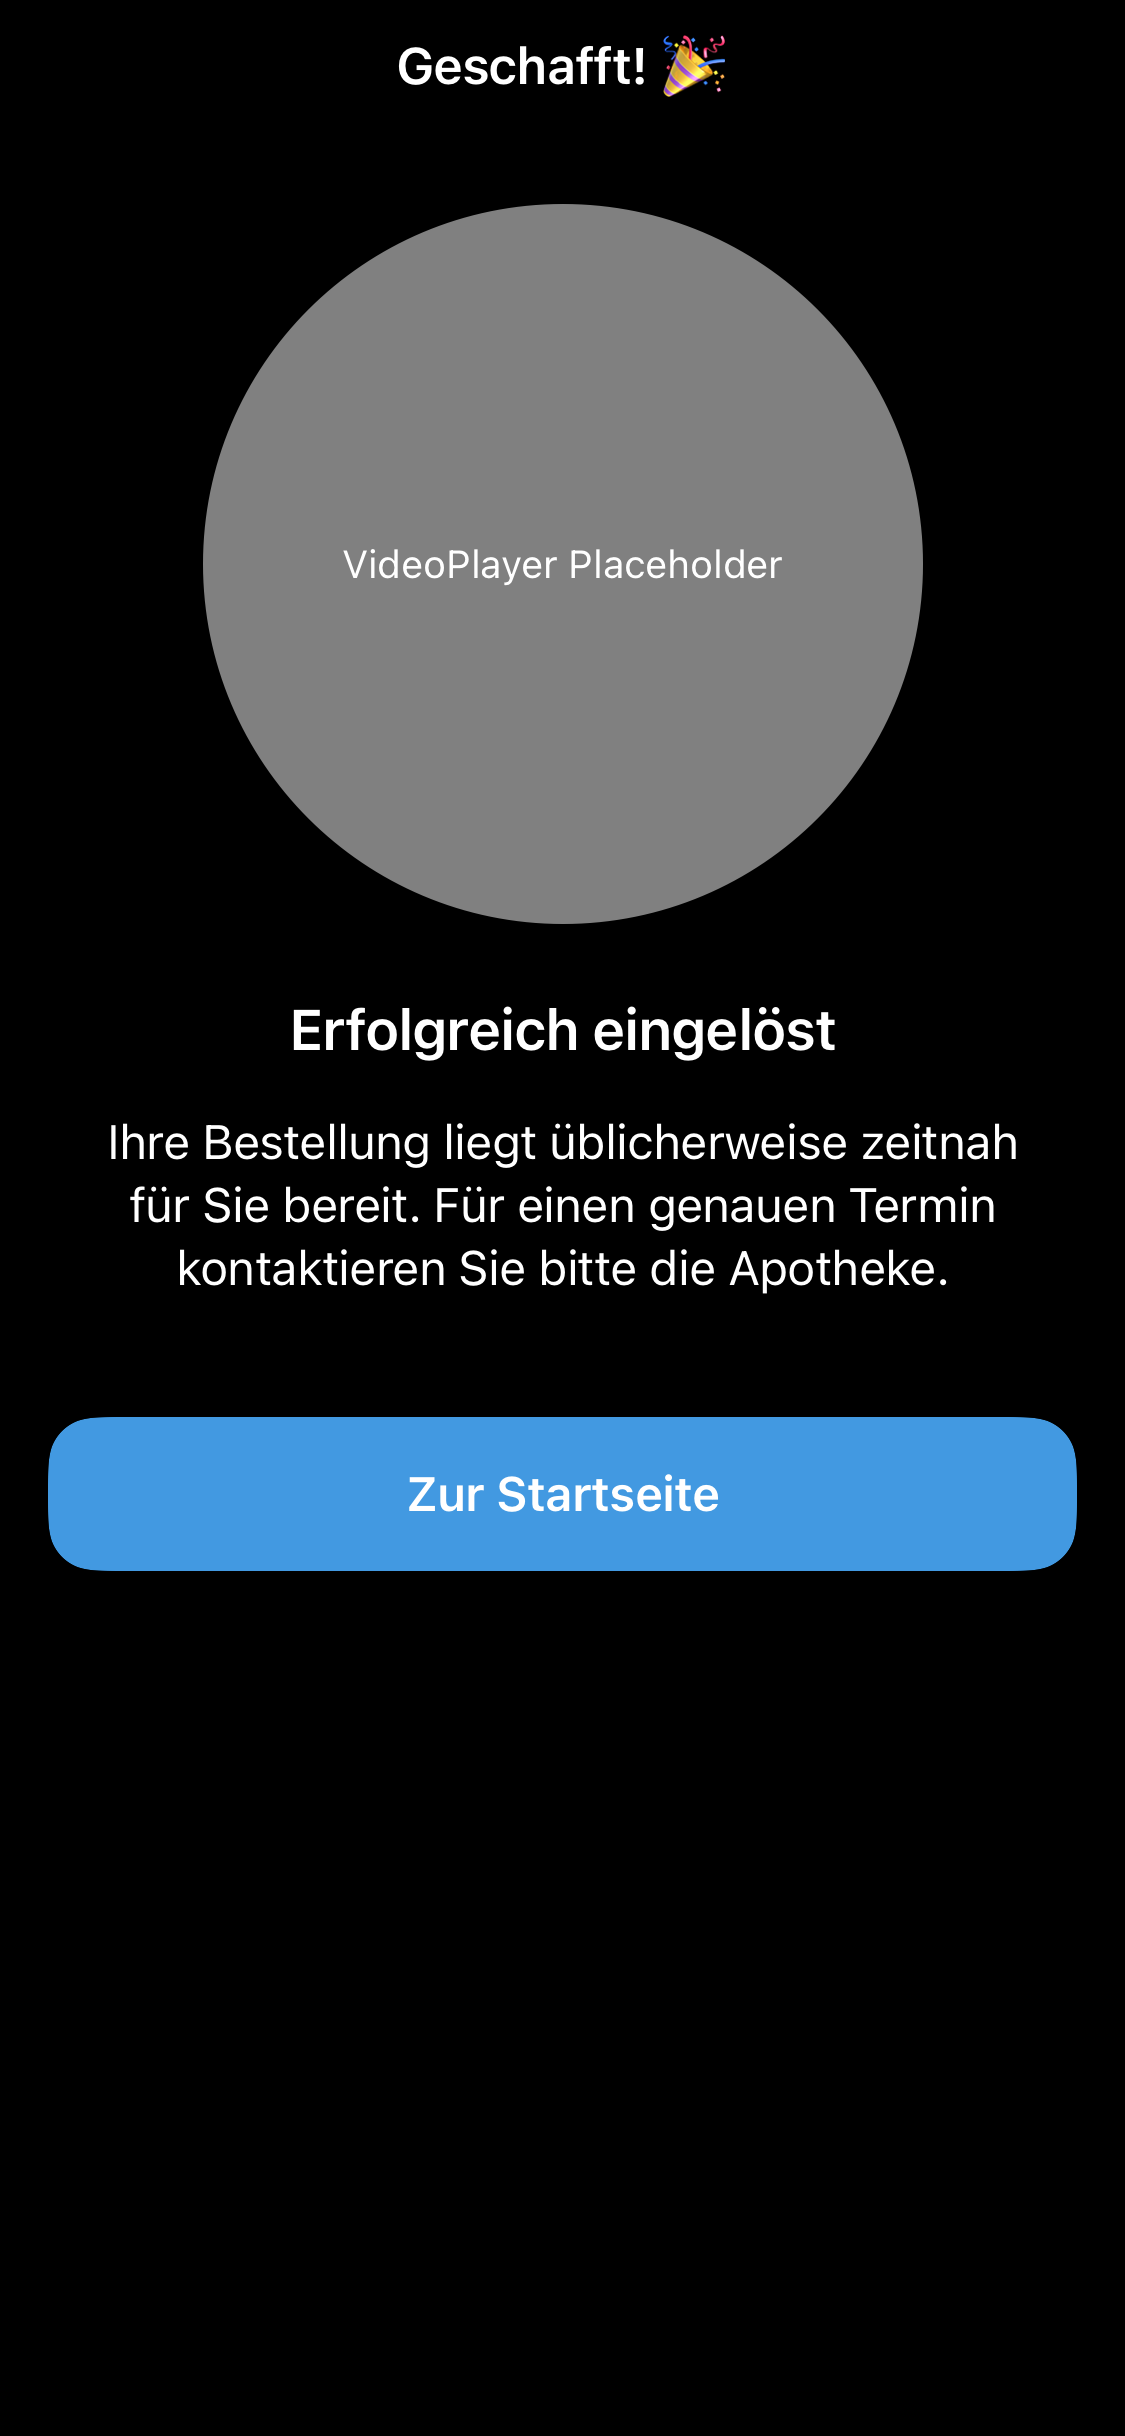 Geschafft! 🎉
VideoPlayer Placeholder
Erfolgreich eingelöst
Ihre Bestellung liegt üblicherweise zeitnah
für Sie bereit. Für einen genauen Termin
kontaktieren Sie bitte die Apotheke.
Zur Startseite